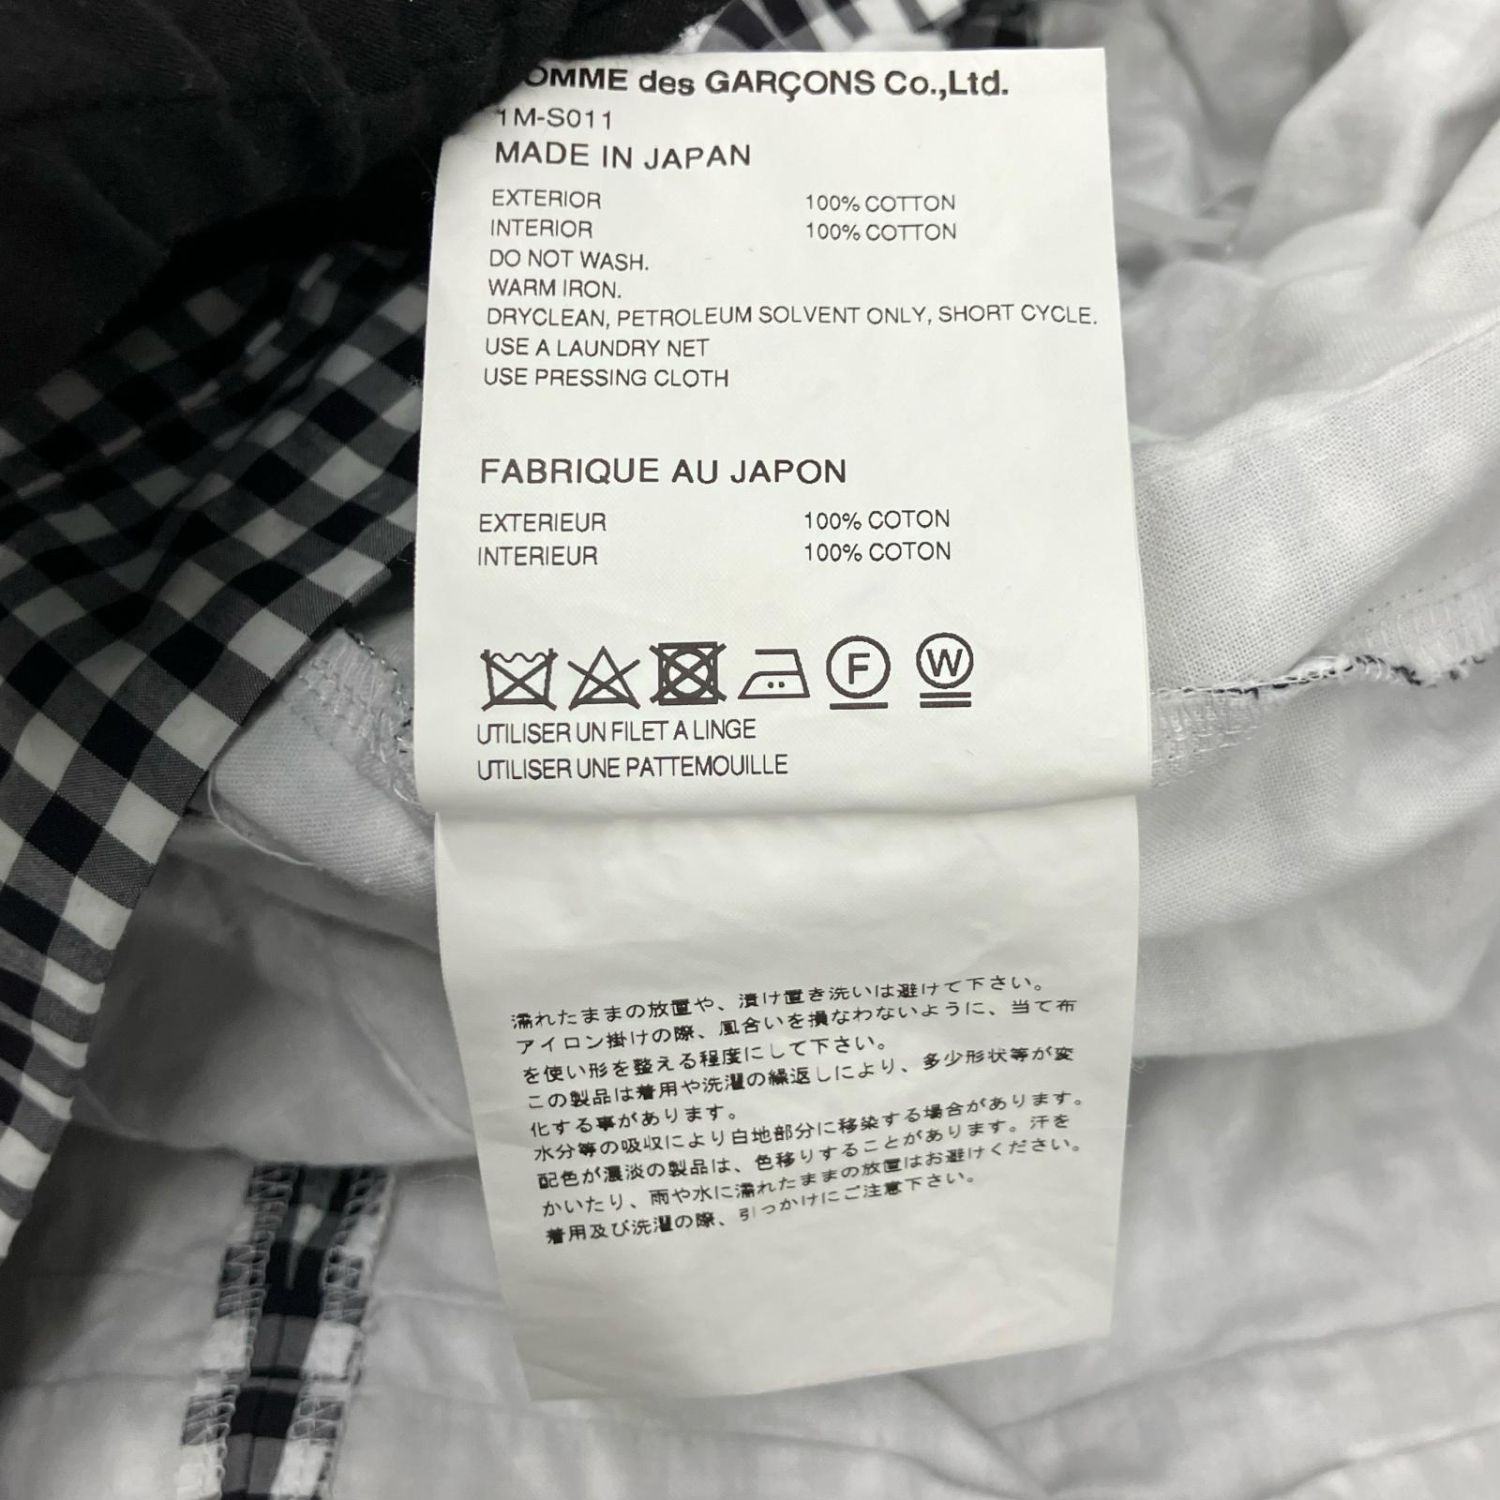 OMME des GARÇONS Co.,Ltd.
1M-S011
MADE IN JAPAN
EXTERIOR 100% COTTON
INTERIOR 100% COTTON
DO NOT WASH.
WARM IRON.
DRYCLEAN, PETROLEUM SOLVENT ONLY, SHORT CYCLE.
USE A LAUNDRY NET
USE PRESSING CLOTH
FABRIQUE AU JAPON
EXTERIEUR 100% COTON
INTERIEUR 100% COTON
F W
UTILISER UN FILET A LINGE
UTILISER UNE PATTEMOUILLE
濡れたままの放置や、漬け置き洗いは避けて下さい。
アイロン掛けの際、風合いを損なわないように、当て布
を使い形を整える程度にして下さい。
この製品は着用や洗濯の繰返しにより、多少形状等が変
化する事があります。
水分等の吸収により白地部分に移染する場合があります。
配色が濃淡の製品は、色移りすることがあります。汗を
かいたり、雨や水に濡れたままの放置はお避けください。
着用及び洗濯の際、引っかけにご注意下さい。